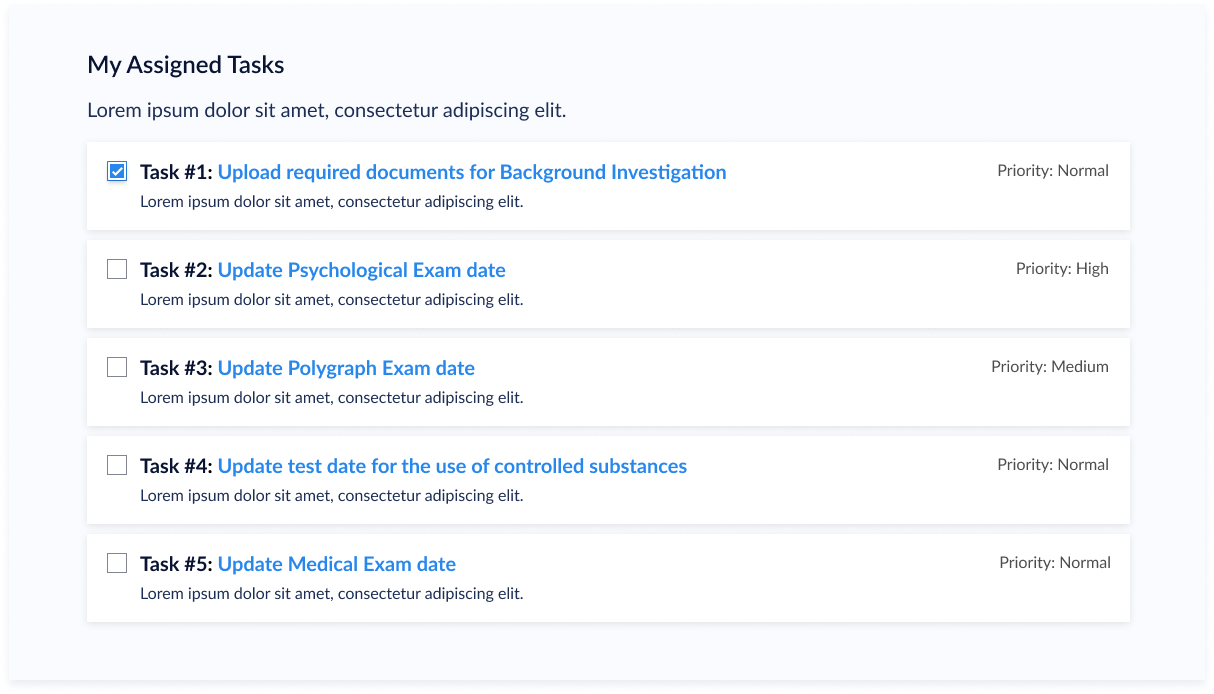 My Assigned Tasks
Lorem ipsum dolor sit amet, consectetur adipiscing elit.
Task #1: Upload required documents for Background Investigation
Priority: Normal
Lorem ipsum dolor sit amet, consectetur adipiscing elit.
Task #2: Update Psychological Exam date
Priority: High
Lorem ipsum dolor sit amet, consectetur adipiscing elit.
Task #3: Update Polygraph Exam date
Priority: Medium
Lorem ipsum dolor sit amet, consectetur adipiscing elit.
Task #4: Update test date for the use of controlled substances
Priority: Normal
Lorem ipsum dolor sit amet, consectetur adipiscing elit.
Task #5: Update Medical Exam date
Priority: Normal
Lorem ipsum dolor sit amet, consectetur adipiscing elit.